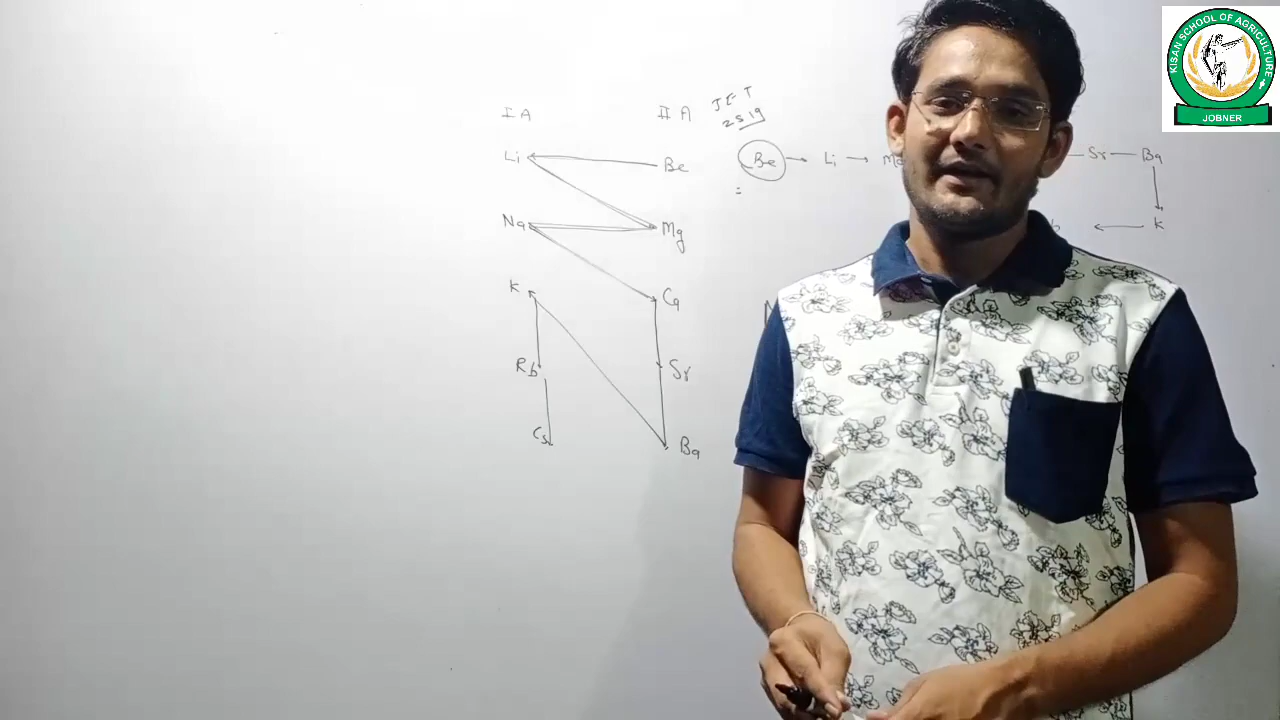 KISAN SCHOOL OF AGRICULTURE
JOBNER
I A II A JET
2519
Li Be Be → Li → Sr — Ba
Na Mg ← K
K Ca
Rb Sr
Cs Ba